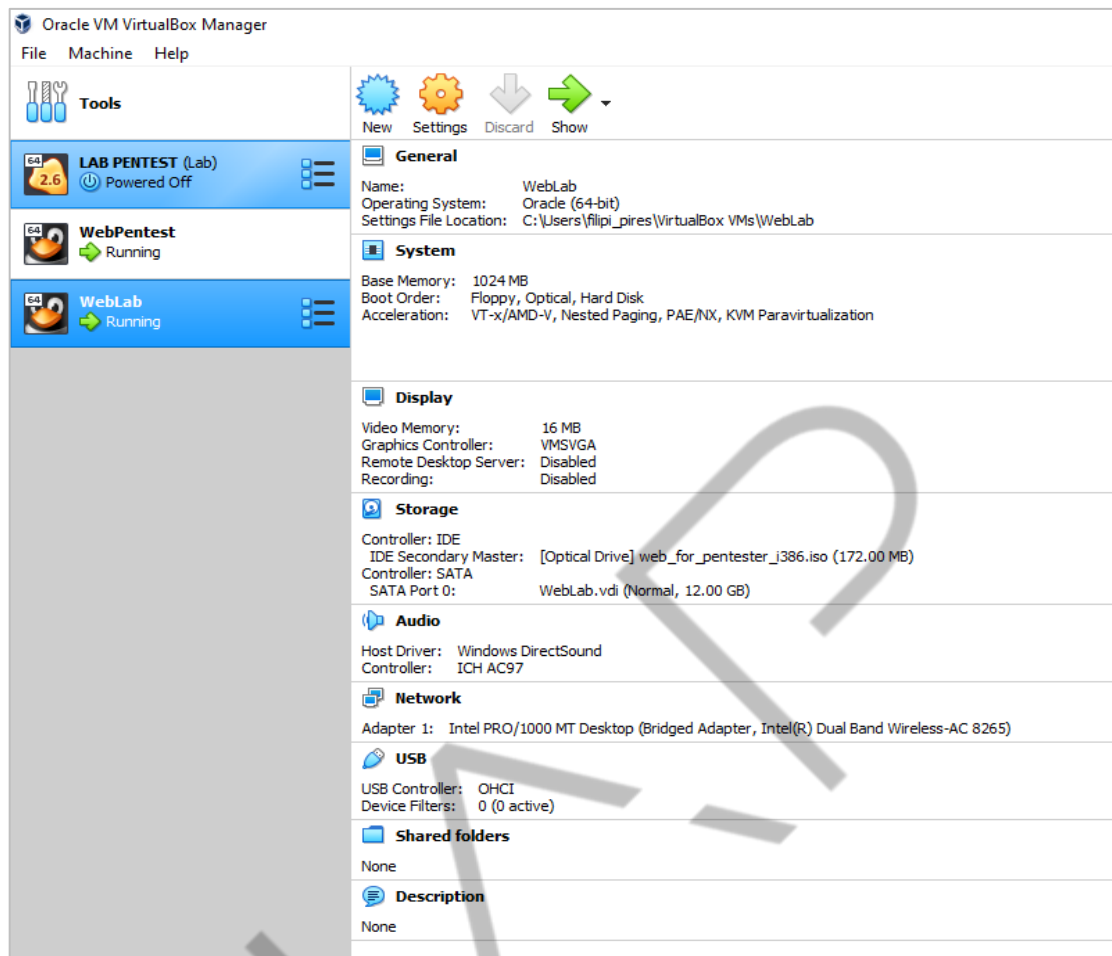 Oracle VM VirtualBox Manager
File Machine Help
Tools
New Settings Discard Show
64
2.6
LAB PENTEST (Lab)
Powered Off
64
WebPentest
Running
64
WebLab
Running
General
Name: WebLab
Operating System: Oracle (64-bit)
Settings File Location: C:\Users\filipi_pires\VirtualBox VMs\WebLab
System
Base Memory: 1024 MB
Boot Order: Floppy, Optical, Hard Disk
Acceleration: VT-x/AMD-V, Nested Paging, PAE/NX, KVM Paravirtualization
Display
Video Memory: 16 MB
Graphics Controller: VMSVGA
Remote Desktop Server: Disabled
Recording: Disabled
Storage
Controller: IDE
IDE Secondary Master: [Optical Drive] web_for_pentester_i386.iso (172.00 MB)
Controller: SATA
SATA Port 0: WebLab.vdi (Normal, 12.00 GB)
Audio
Host Driver: Windows DirectSound
Controller: ICH AC97
Network
Adapter 1: Intel PRO/1000 MT Desktop (Bridged Adapter, Intel(R) Dual Band Wireless-AC 8265)
USB
USB Controller: OHCI
Device Filters: 0 (0 active)
Shared folders
None
Description
None